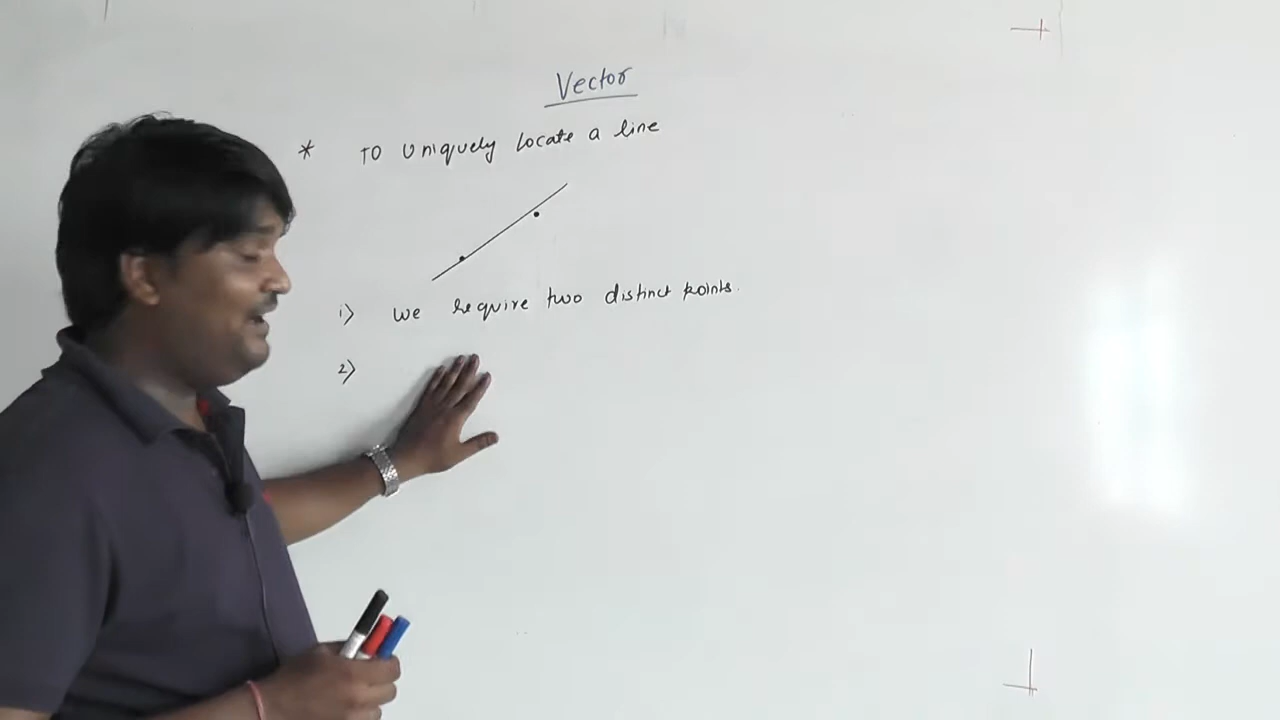 Vector
* To Uniquely Locate a line
1) we require two distinct points.
2)